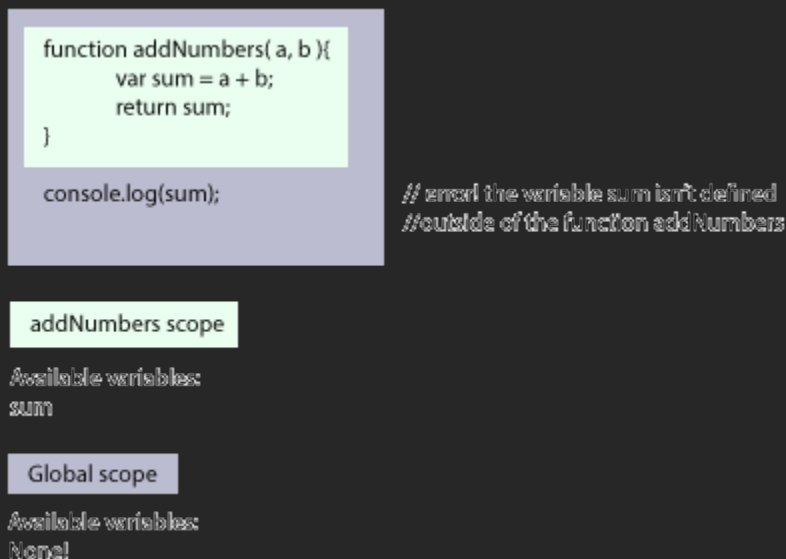 function addNumbers( a, b ){
var sum = a + b;
return sum;
}
console.log(sum);
// error! the variable sum isn't defined
//outside of the function addNumbers
addNumbers scope
Available variables:
sum
Global scope
Available variables:
None!